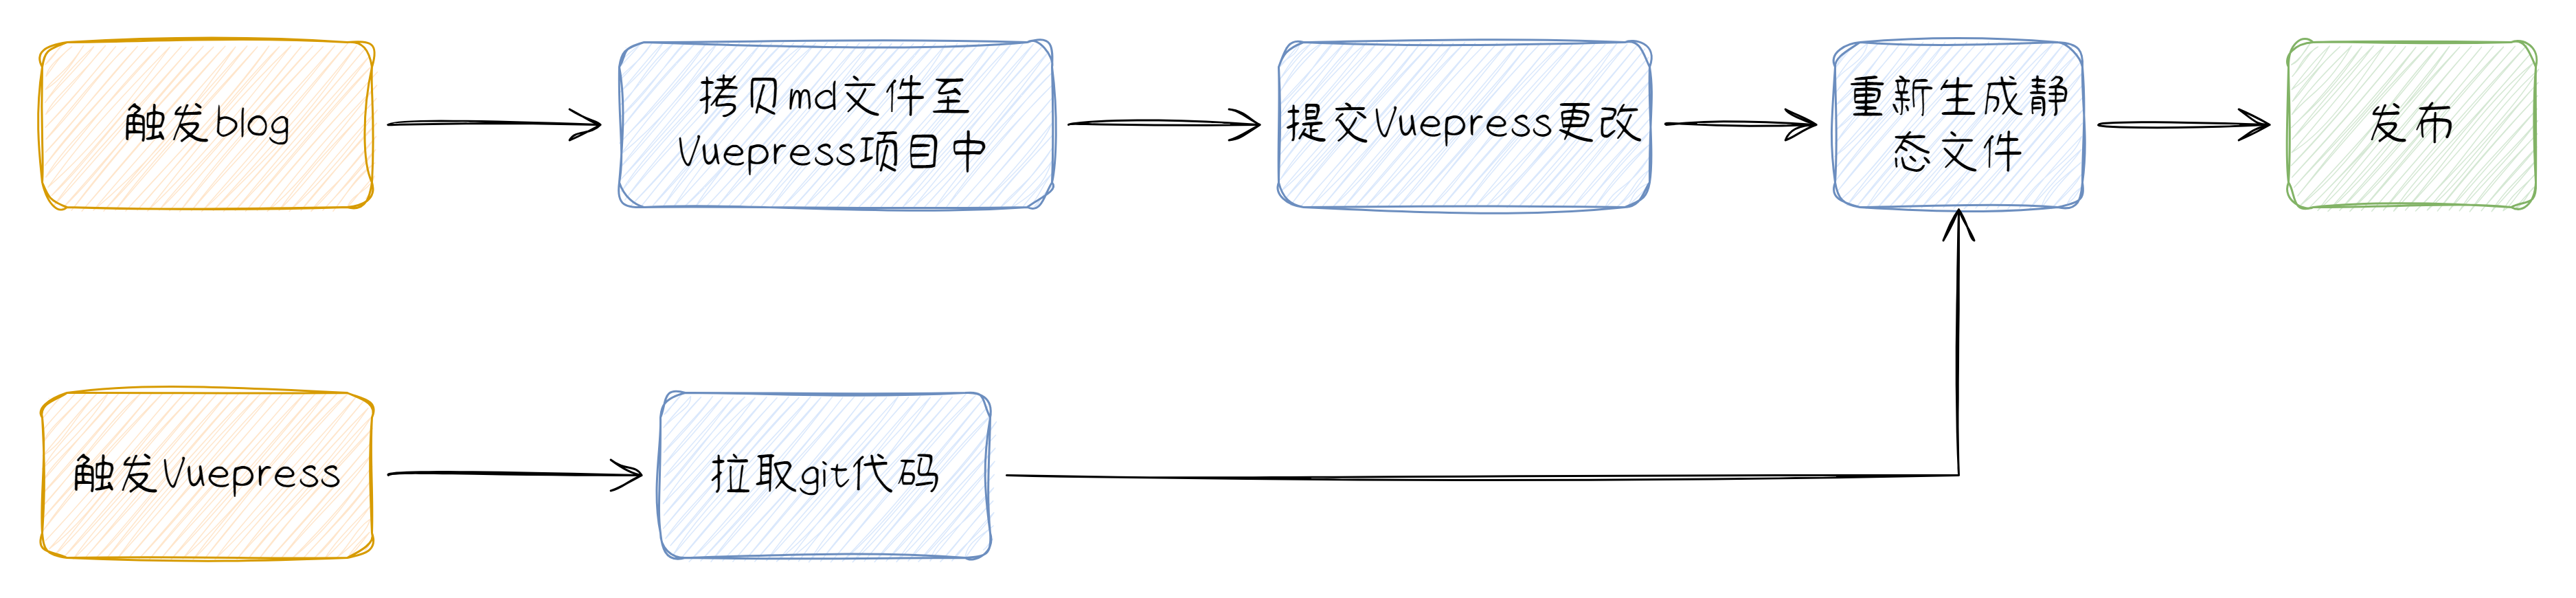 触发blog
拷贝md文件至
Vuepress项目中
提交Vuepress更改
重新生成静
态文件
发布
触发Vuepress
拉取git代码